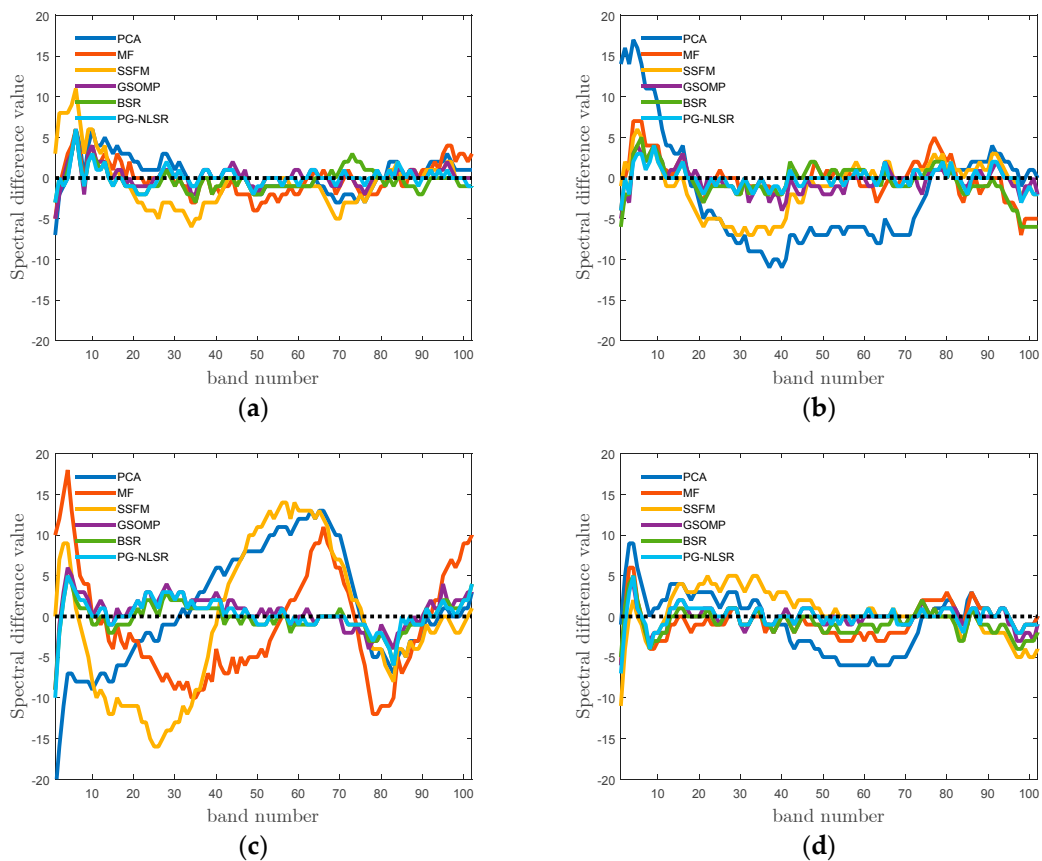 20
15
10
5
0
-5
-10
-15
-20
Spectral difference value
PCA
MF
SSFM
GSOMP
BSR
PG-NLSR
10 20 30 40 50 60 70 80 90 100
band number
(a)
20
15
10
5
0
-5
-10
-15
-20
Spectral difference value
PCA
MF
SSFM
GSOMP
BSR
PG-NLSR
10 20 30 40 50 60 70 80 90 100
band number
(b)
20
15
10
5
0
-5
-10
-15
-20
Spectral difference value
PCA
MF
SSFM
GSOMP
BSR
PG-NLSR
10 20 30 40 50 60 70 80 90 100
band number
(c)
20
15
10
5
0
-5
-10
-15
-20
Spectral difference value
PCA
MF
SSFM
GSOMP
BSR
PG-NLSR
10 20 30 40 50 60 70 80 90 100
band number
(d)